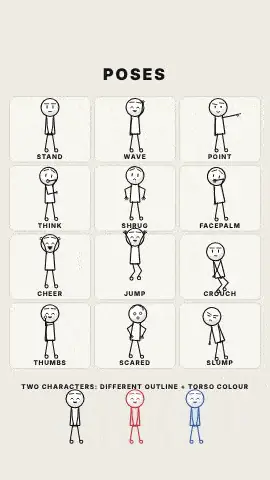 POSES
STAND
WAVE
POINT
THINK
SHRUG
FACEPALM
CHEER
JUMP
CROUCH
THUMBS
SCARED
SLUMP
TWO CHARACTERS: DIFFERENT OUTLINE + TORSO COLOUR